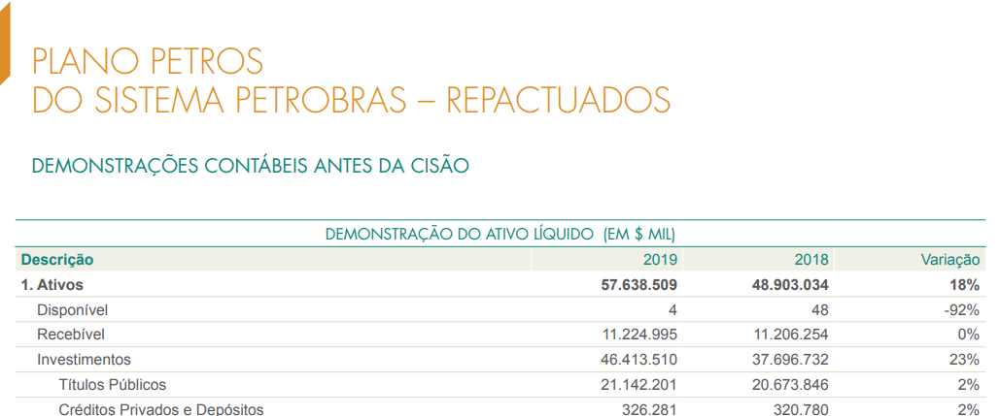 PLANO PETROS
DO SISTEMA PETROBRAS – REPACTUADOS
DEMONSTRAÇÕES CONTÁBEIS ANTES DA CISÃO
DEMONSTRAÇÃO DO ATIVO LÍQUIDO (EM $ MIL)
Descrição 2019 2018 Variação
1. Ativos 57.638.509 48.903.034 18%
Disponível 4 48 -92%
Recebível 11.224.995 11.206.254 0%
Investimentos 46.413.510 37.696.732 23%
Títulos Públicos 21.142.201 20.673.846 2%
Créditos Privados e Depósitos 326.281 320.780 2%